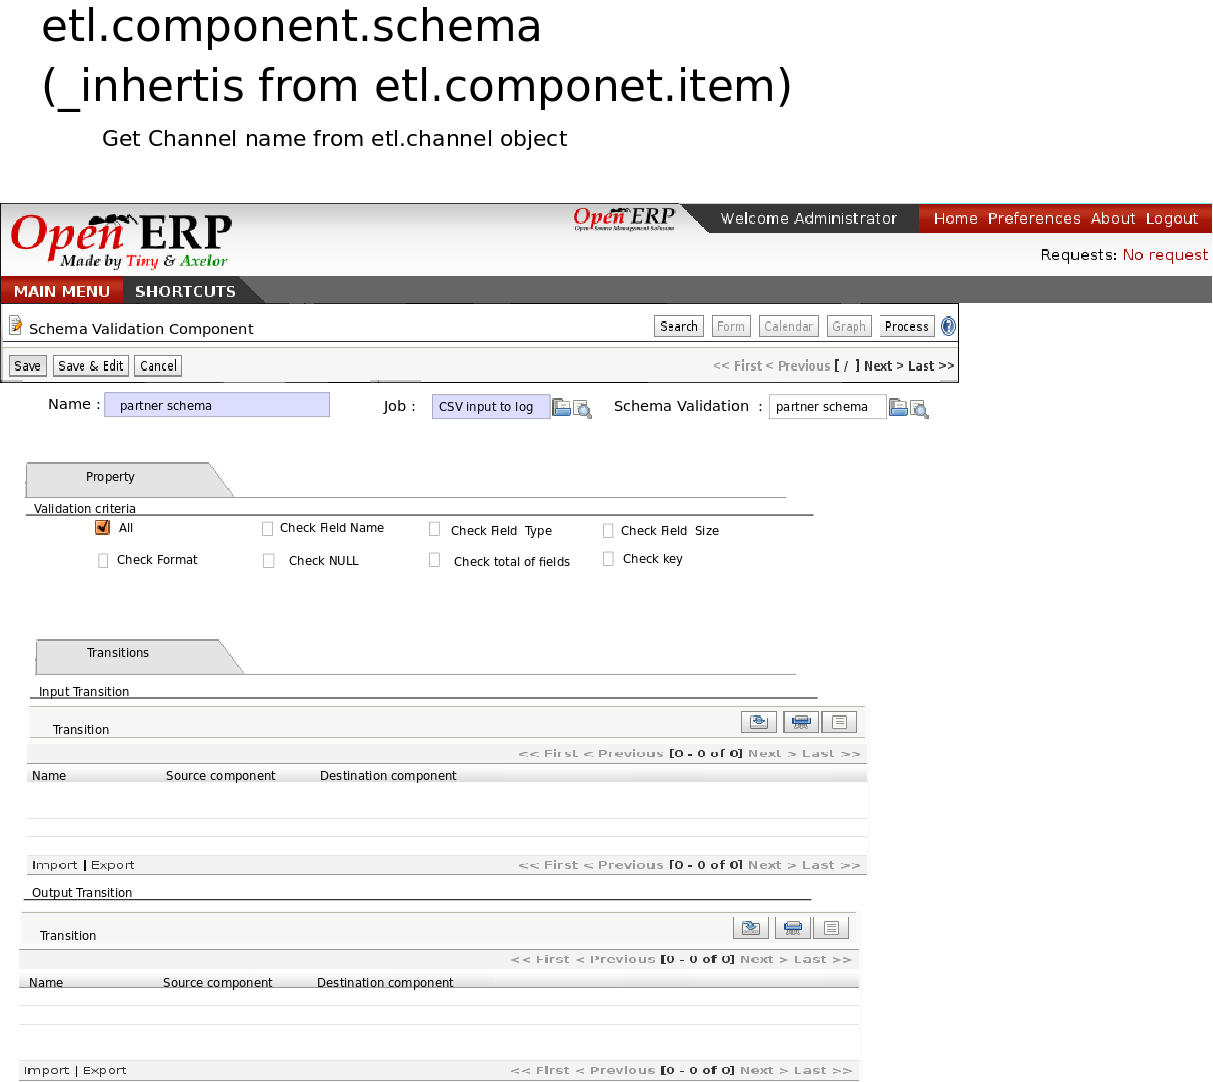 etl.component.schema
(_inhertis from etl.componet.item)
Get Channel name from etl.channel object
Open ERP
Made by Tiny & Axelor
Open ERP
Open Source Management Solution
Welcome Administrator
Home Preferences About Logout
Requests: No request
MAIN MENU SHORTCUTS
Schema Validation Component
Search Form Calendar Graph Process ?
Save Save & Edit Cancel
<< First < Previous [ / ] Next > Last >>
Name : partner schema Job : CSV input to log Schema Validation : partner schema
Property
Validation criteria
All Check Field Name Check Field Type Check Field Size
Check Format Check NULL Check total of fields Check key
Transitions
Input Transition
Transition
<< First < Previous [0 - 0 of 0] Next > Last >>
Name Source component Destination component
Import | Export << First < Previous [0 - 0 of 0] Next > Last >>
Output Transition
Transition
<< First < Previous [0 - 0 of 0] Next > Last >>
Name Source component Destination component
Import | Export << First < Previous [0 - 0 of 0] Next > Last >>